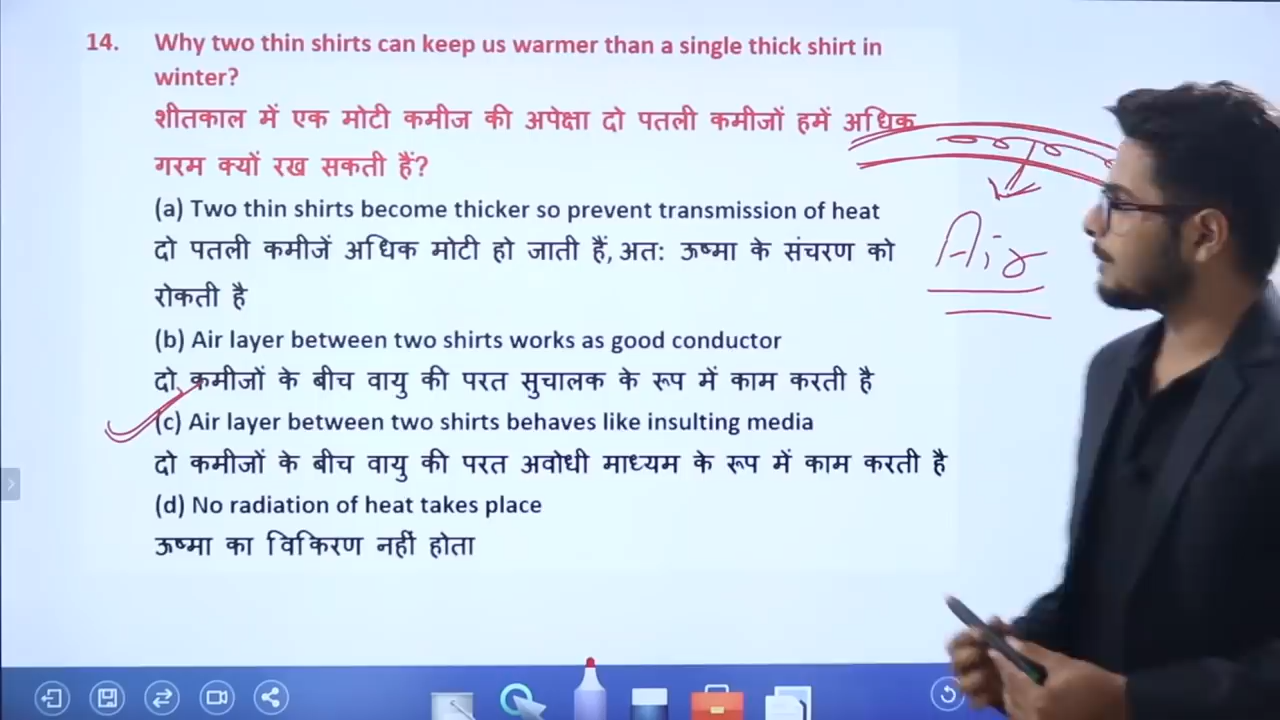 14. Why two thin shirts can keep us warmer than a single thick shirt in
winter?
शीतकाल में एक मोटी कमीज की अपेक्षा दो पतली कमीजों हमें अधिक
गरम क्यों रख सकती हैं?
(a) Two thin shirts become thicker so prevent transmission of heat
दो पतली कमीजें अधिक मोटी हो जाती हैं, अत: ऊष्मा के संचरण को
रोकती है
(b) Air layer between two shirts works as good conductor
दो कमीजों के बीच वायु की परत सुचालक के रूप में काम करती है
(c) Air layer between two shirts behaves like insulting media
दो कमीजों के बीच वायु की परत अवोधी माध्यम के रूप में काम करती है
(d) No radiation of heat takes place
ऊष्मा का विकिरण नहीं होता
Air